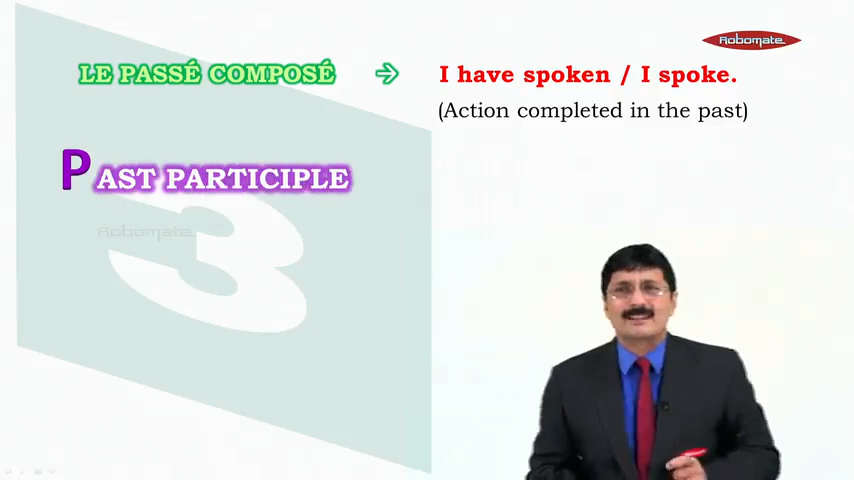 Robomate
LE PASSÉ COMPOSÉ → I have spoken / I spoke.
(Action completed in the past)
PAST PARTICIPLE
Robomate
3